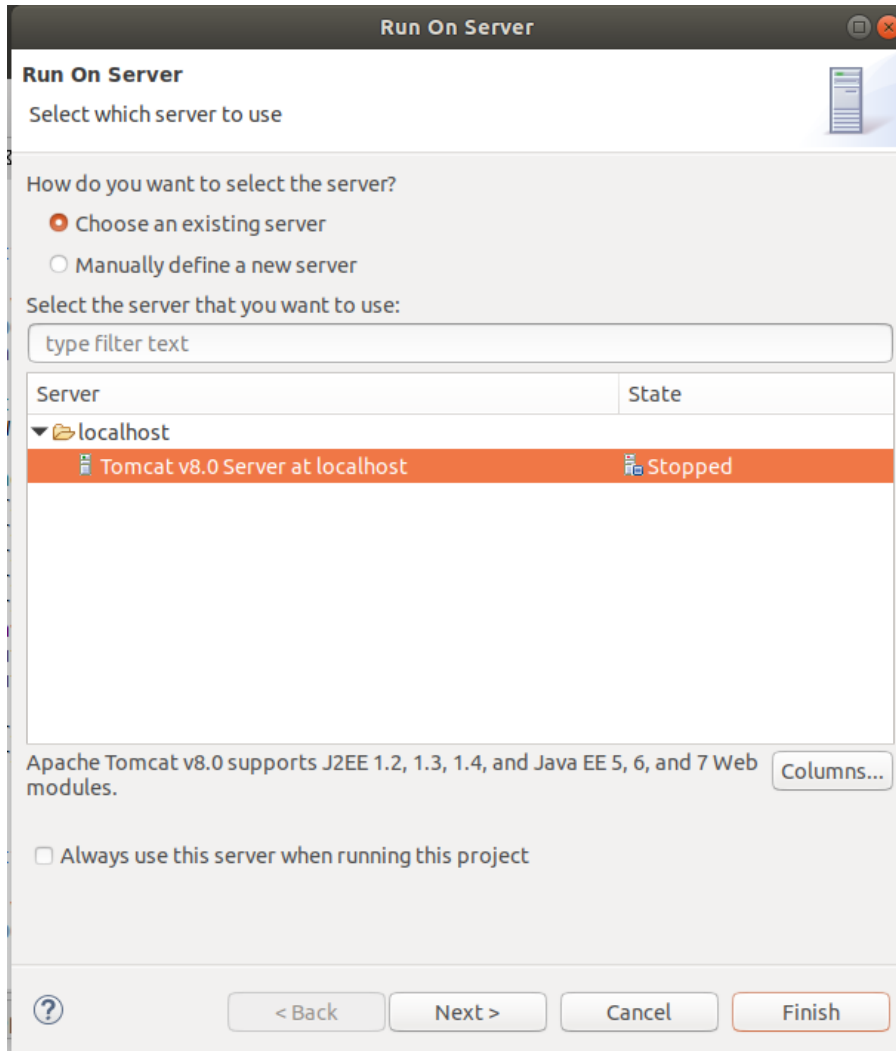 Run On Server
Run On Server
Select which server to use
How do you want to select the server?
Choose an existing server
Manually define a new server
Select the server that you want to use:
type filter text
Server State
localhost
Tomcat v8.0 Server at localhost Stopped
Apache Tomcat v8.0 supports J2EE 1.2, 1.3, 1.4, and Java EE 5, 6, and 7 Web
modules.
Columns...
Always use this server when running this project
? < Back Next > Cancel Finish